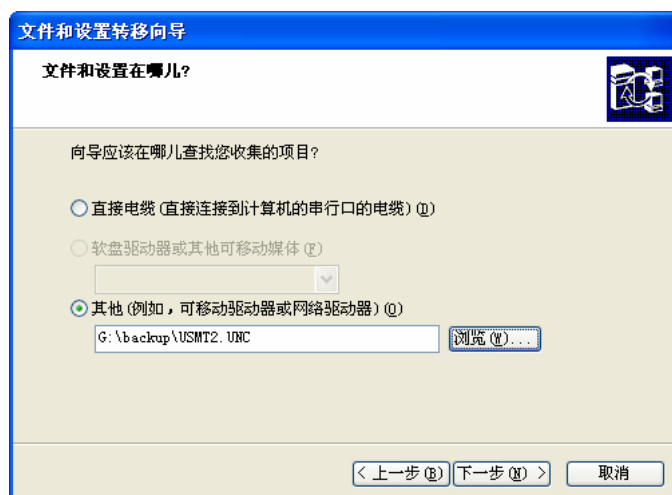 文件和设置转移向导
文件和设置在哪儿?
向导应该在哪儿查找您收集的项目?
直接电缆(直接连接到计算机的串行口的电缆)(D)
软盘驱动器或其他可移动媒体(F)
其他(例如，可移动驱动器或网络驱动器)(O)
G:\backup\USMT2.UNC
浏览(W)...
< 上一步(B)
下一步(N) >
取消